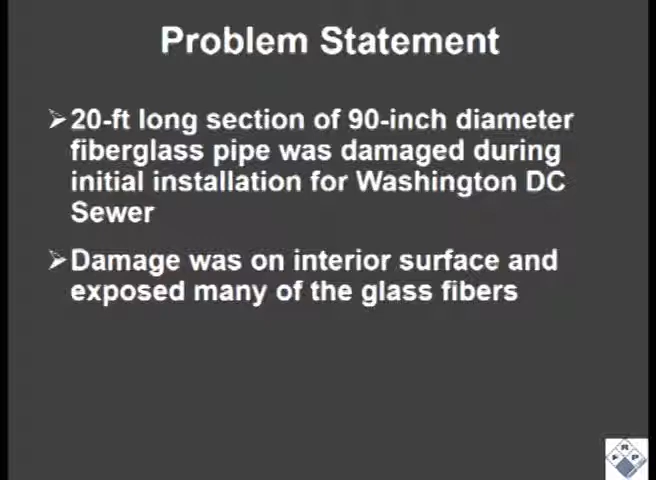 Problem Statement
➢ 20-ft long section of 90-inch diameter
fiberglass pipe was damaged during
initial installation for Washington DC
Sewer
➢ Damage was on interior surface and
exposed many of the glass fibers
R
F P